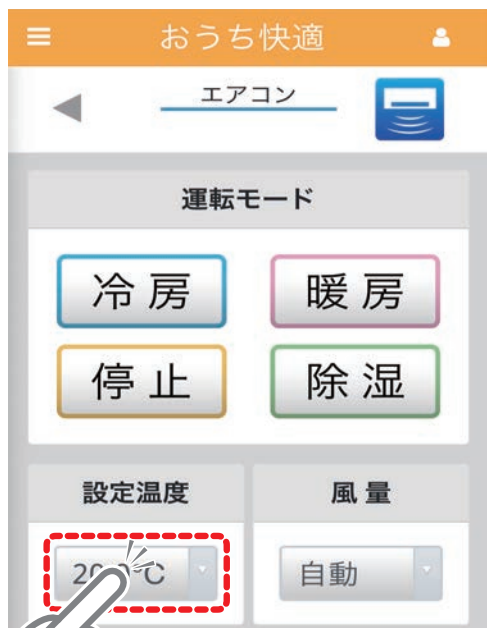 おうち快適
エアコン
運転モード
冷房 暖房
停止 除湿
設定温度 風量
自動